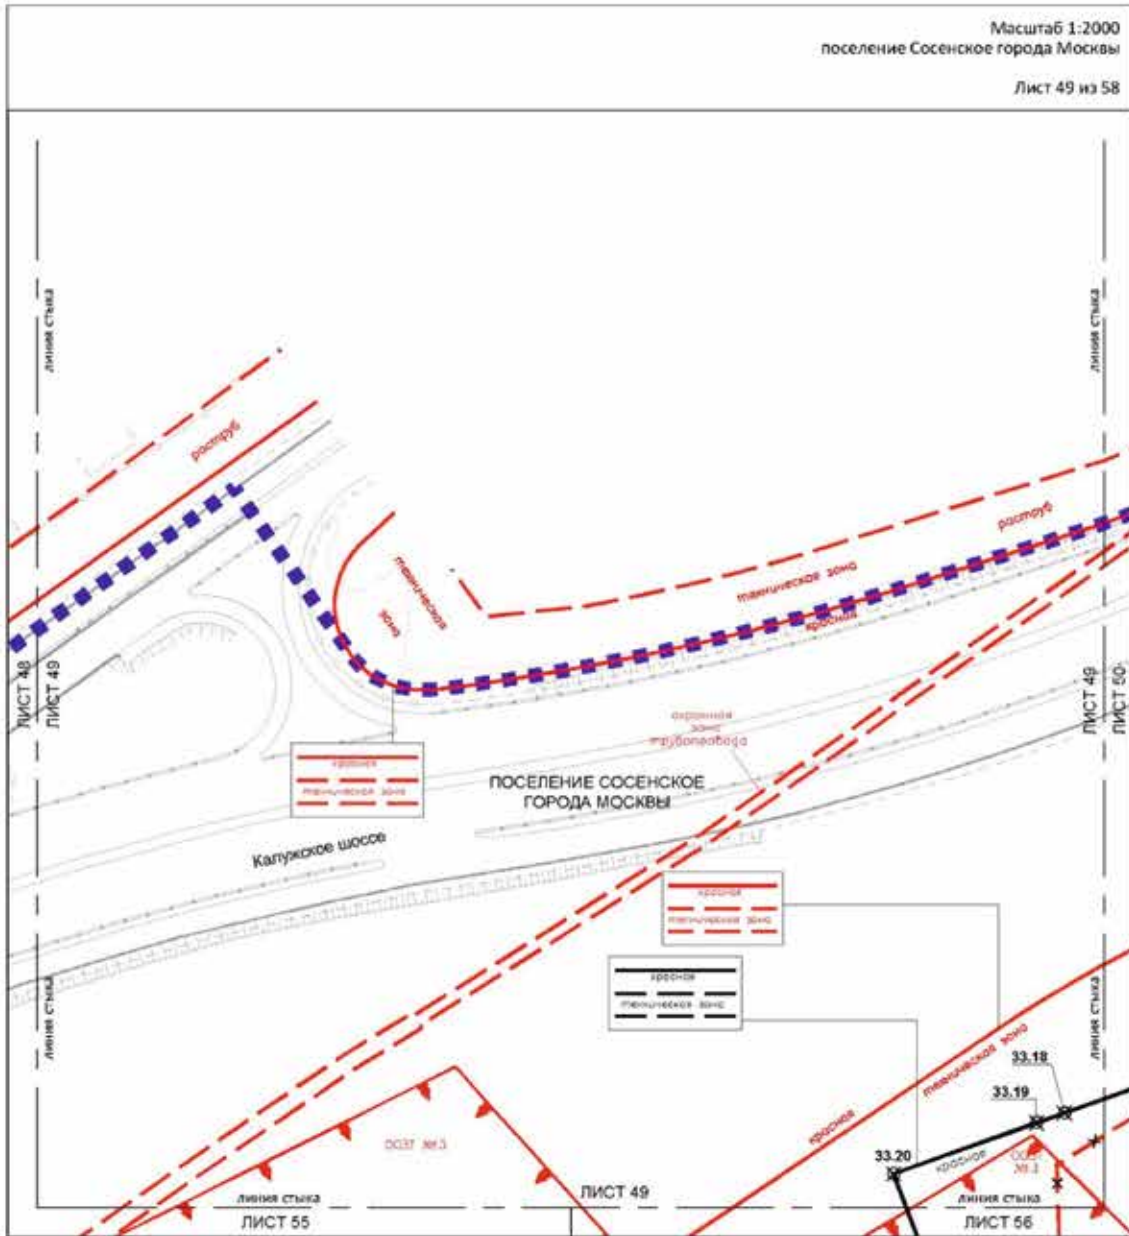 Масштаб 1:2000
поселение Сосенское города Москвы
Лист 49 из 58
линия стыка
линия стыка
раструб
раструб
техническая
зона
техническая зона
красная
ЛИСТ 48
ЛИСТ 49
ЛИСТ 49
ЛИСТ 50
охранная
зона
трубопровода
красная
техническая зона
ПОСЕЛЕНИЕ СОСЕНСКОЕ
ГОРОДА МОСКВЫ
Калужское шоссе
красная
техническая зона
красная
техническая зона
линия стыка
линия стыка
техническая зона
красная
33.18
33.19
33.20
красная
ООЗТ №3
ООЗТ
№3
линия стыка
ЛИСТ 49
линия стыка
ЛИСТ 55
ЛИСТ 56